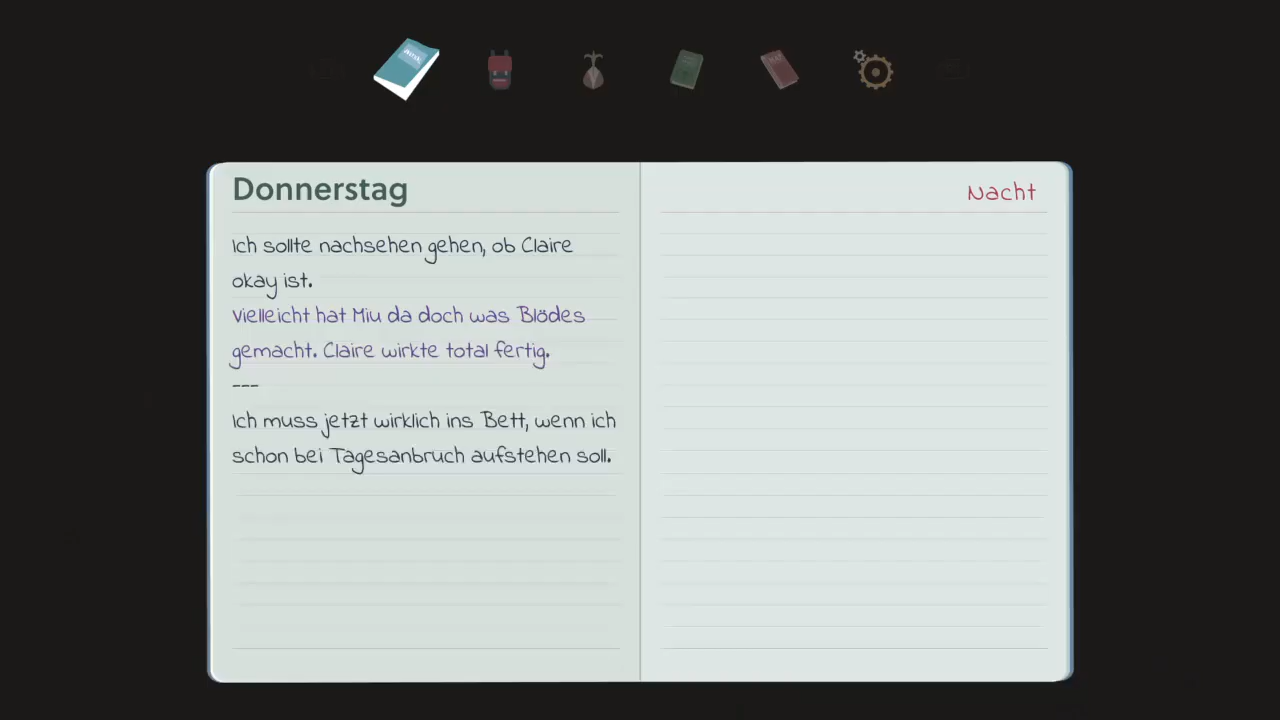 Donnerstag
Nacht
Ich sollte nachsehen gehen, ob Claire
okay ist.
Vielleicht hat Miu da doch was Blödes
gemacht. Claire wirkte total fertig.
---
Ich muss jetzt wirklich ins Bett, wenn ich
schon bei Tagesanbruch aufstehen soll.